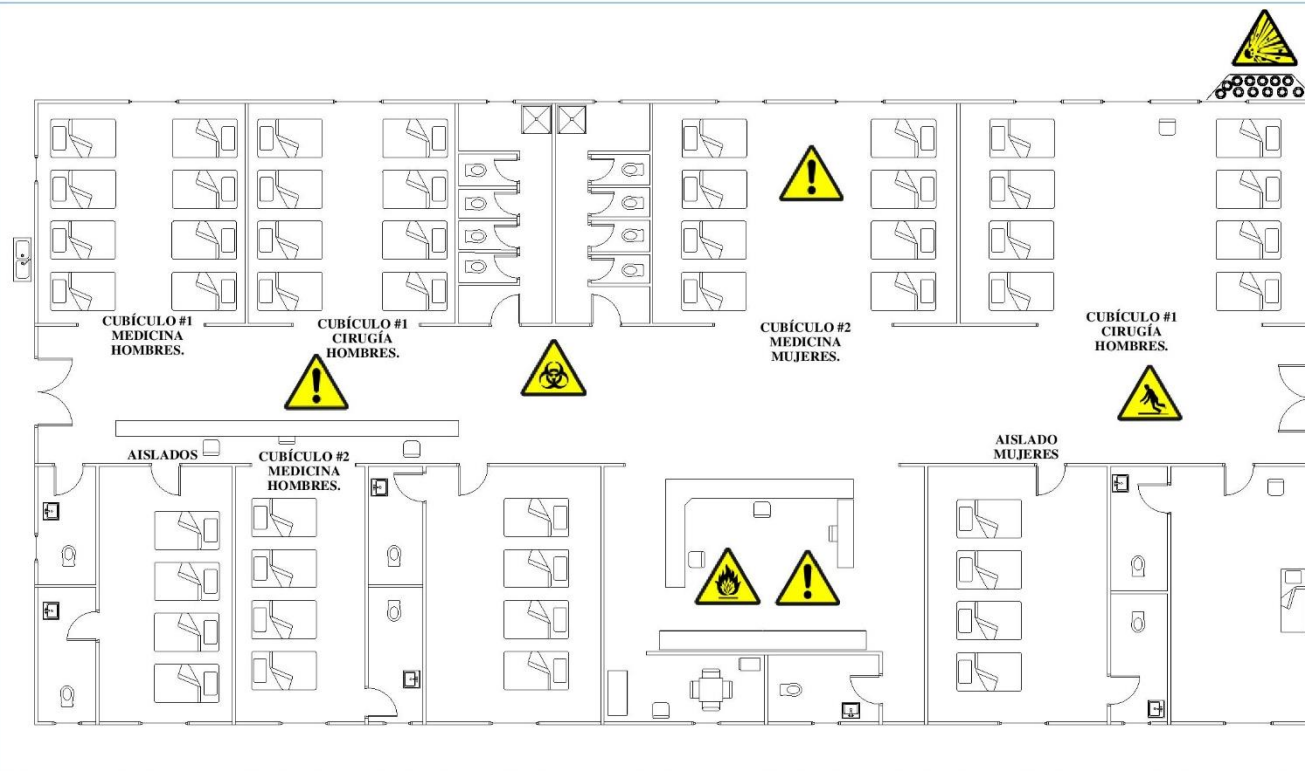 CUBÍCULO #1
MEDICINA
HOMBRES.
CUBÍCULO #1
CIRUGÍA
HOMBRES.
CUBÍCULO #2
MEDICINA
MUJERES.
CUBÍCULO #1
CIRUGÍA
HOMBRES.
AISLADOS
CUBÍCULO #2
MEDICINA
HOMBRES.
AISLADO
MUJERES